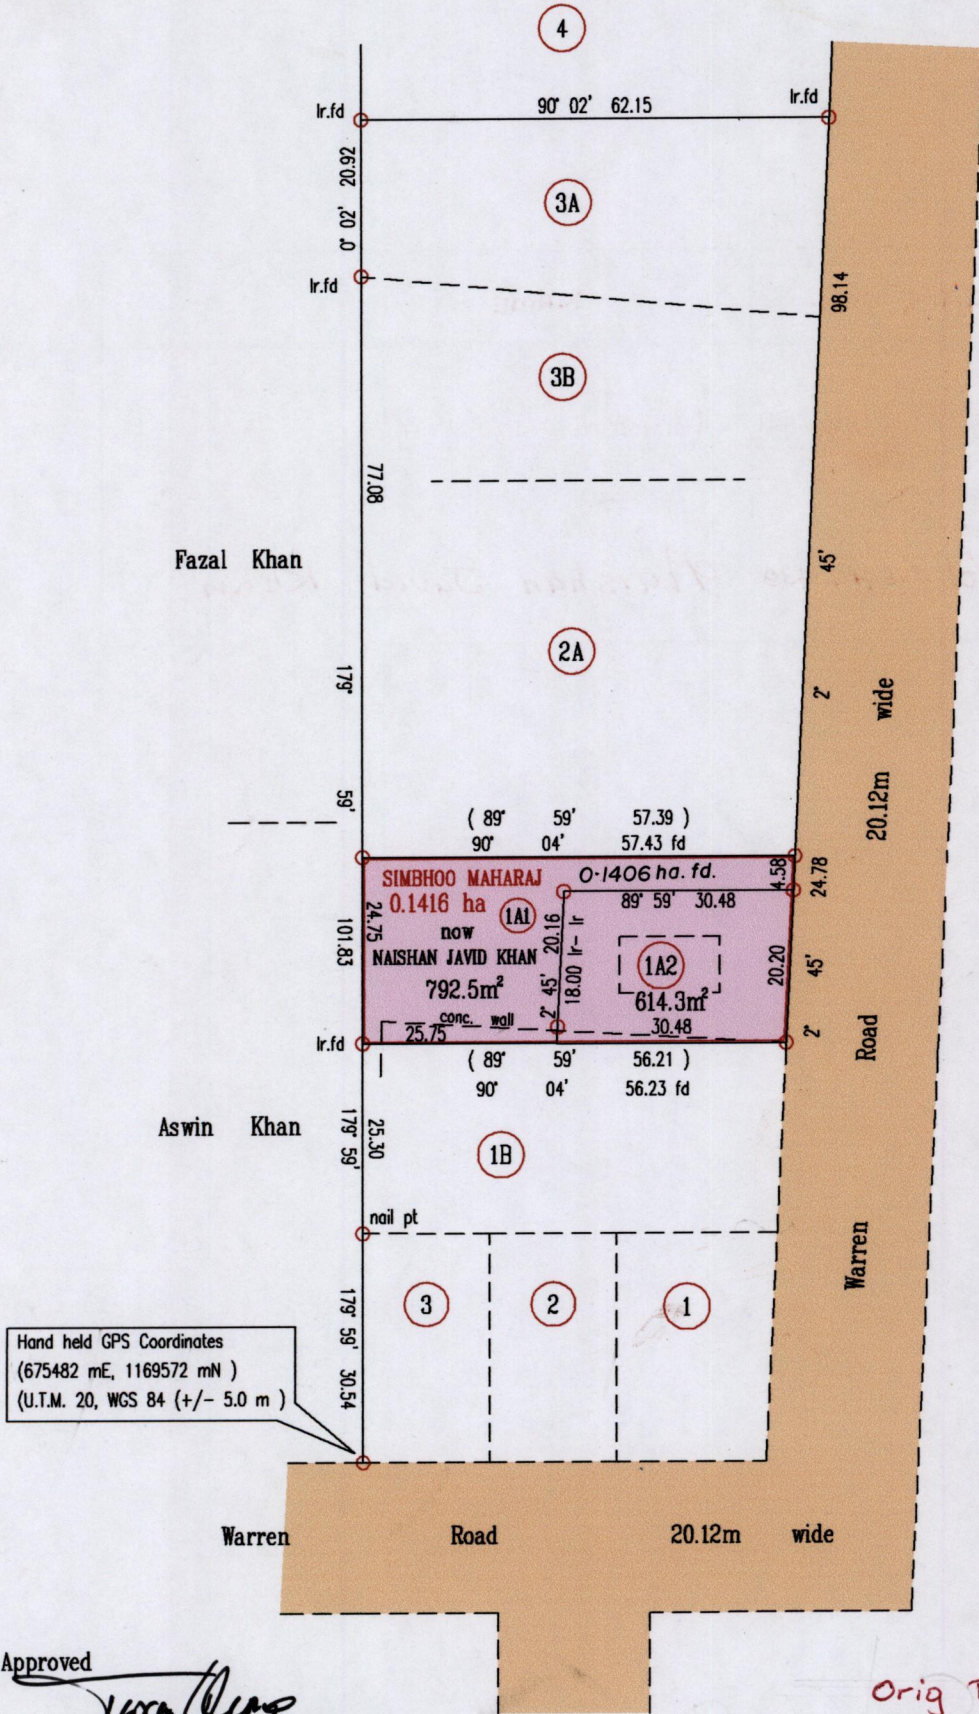 4
Ir.fd
90° 02' 62.15
Ir.fd
0° 02' 20.92
3A
Ir.fd
98.14
3B
77.08
Fazal Khan
45'
2A
179°
2°
wide
59'
20.12m
( 89° 59' 57.39 )
90° 04' 57.43 fd
SIMBHOO MAHARAJ
0-1406 ha. fd.
4.58
24.78
0.1416 ha
1A1
89° 59' 30.48
101.83
24.75
now
NAISHAN JAVID KHAN
792.5m²
2° 45' 20.16
18.00 Ir- Ir
1A2
614.3m²
20.20
45'
conc. wall
25.75
30.48
2°
Road
Ir.fd
( 89° 59' 56.21 )
90° 04' 56.23 fd
Aswin Khan
179° 59'
25.30
1B
nail pt
Warren
3
2
1
179° 59' 30.54
Hand held GPS Coordinates
(675482 mE, 1169572 mN )
(U.T.M. 20, WGS 84 (+/- 5.0 m )
Warren Road 20.12m wide
Approved
Orig